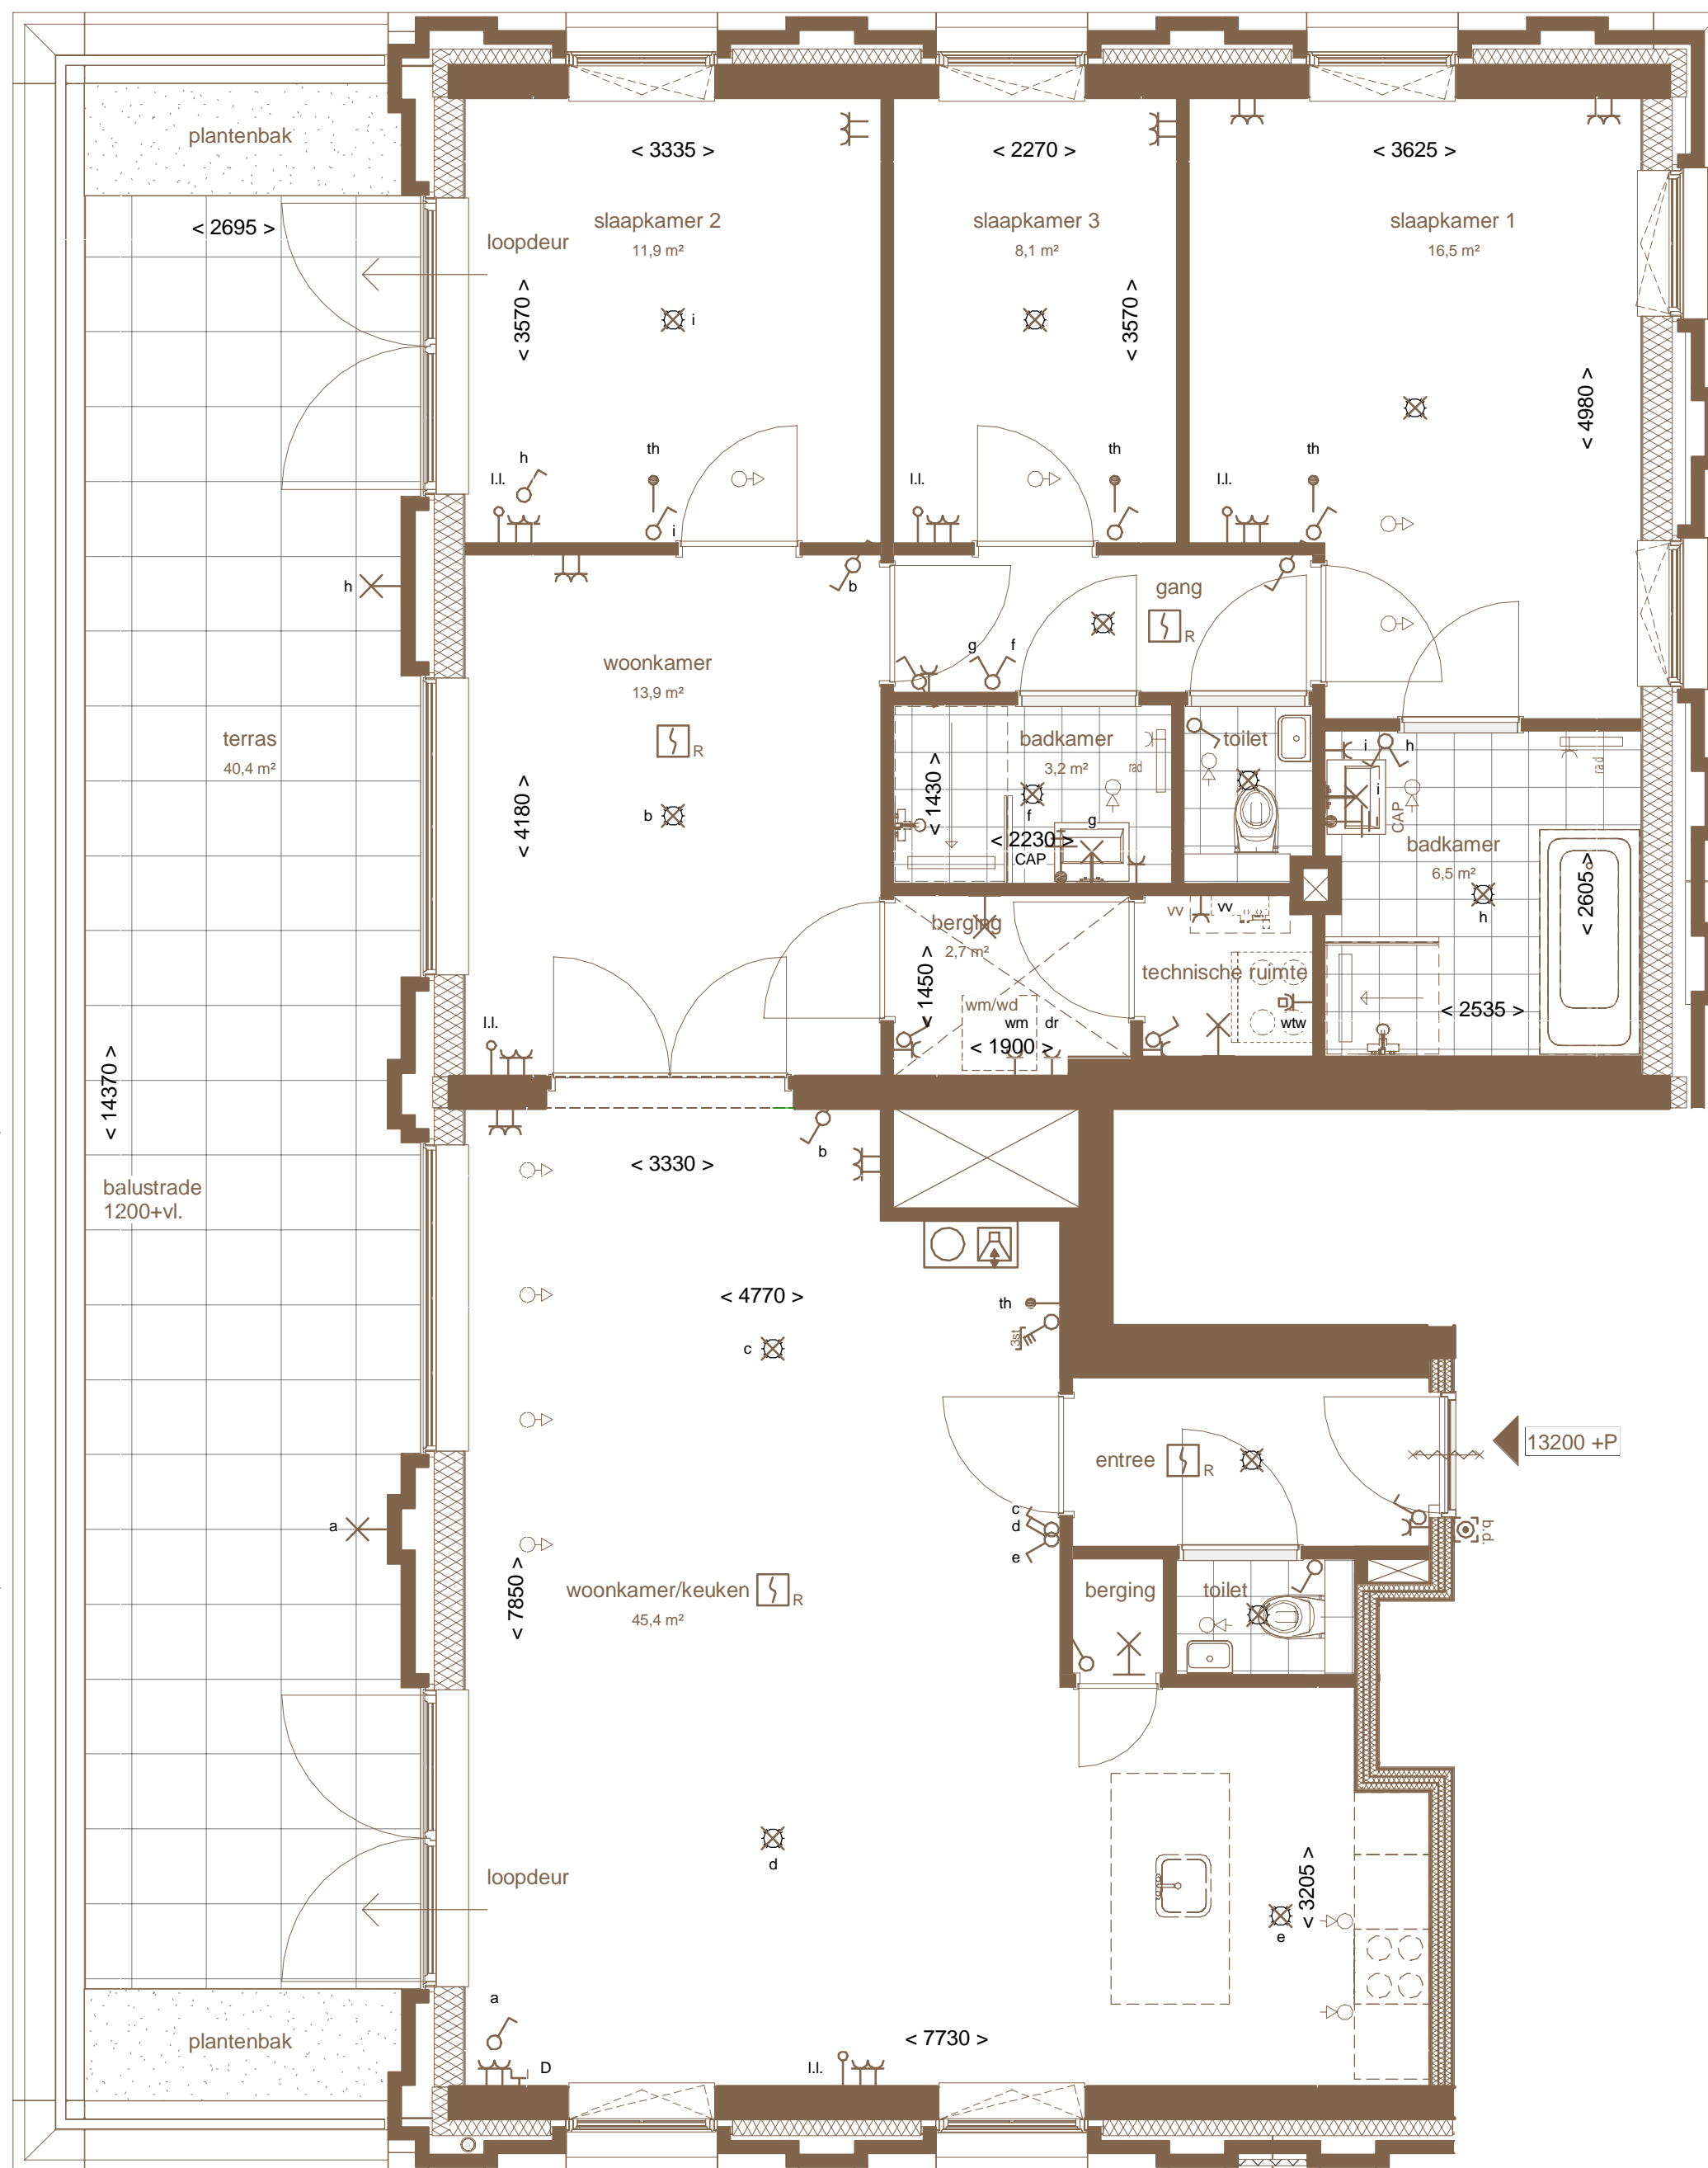 plantenbak
< 2695 >
loopdeur
< 3335 >
slaapkamer 2
11,9 m²
< 3570 >
i
< 2270 >
slaapkamer 3
8,1 m²
< 3570 >
< 3625 >
slaapkamer 1
16,5 m²
< 4980 >
l.l.
h
th
i
l.l.
th
l.l.
th
h
b
gang
R
g
f
woonkamer
13,9 m²
R
b
< 4180 >
terras
40,4 m²
badkamer
3,2 m²
rad
< 1430 >
f
g
< 2230 >
CAP
toilet
i
h
i
rad
CAP
badkamer
6,5 m²
h
< 2605 >
< 2535 >
berging
2,7 m²
< 1450 >
wm/wd
wm
dr
< 1900 >
vv
vv
technische ruimte
wtw
l.l.
< 14370 >
balustrade
1200+vl.
< 3330 >
b
< 4770 >
c
th
3st
entree
R
13200 +P
b.d.
c
d
e
a
< 7850 >
woonkamer/keuken
45,4 m²
R
berging
toilet
d
loopdeur
< 3205 >
e
plantenbak
a
D
l.l.
< 7730 >